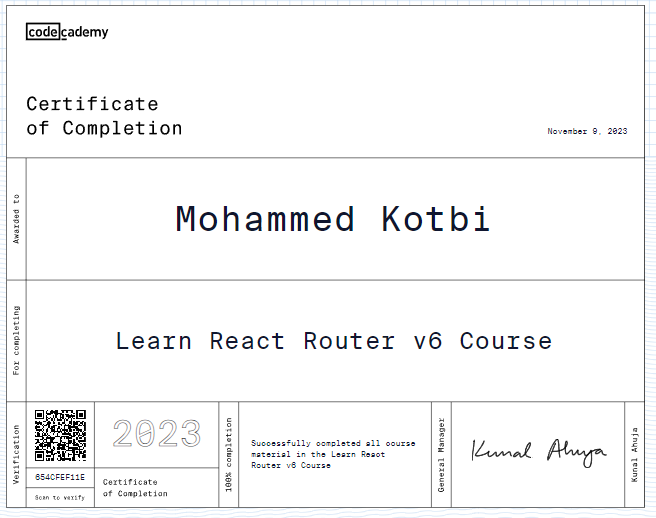 codecademy
Certificate
of Completion
November 9, 2023
Awarded to
Mohammed Kotbi
For completing
Learn React Router v6 Course
Verification
654CFEF11E
Scan to verify
2023
Certificate
of Completion
100% completion
Successfully completed all course
material in the Learn React
Router v6 Course
General Manager
Kunal Ahuja
Kunal Ahuja